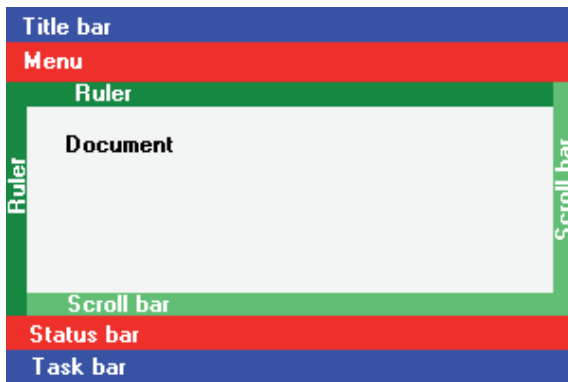 Title bar
Menu
Ruler
Document
Ruler
Scroll bar
Scroll bar
Status bar
Task bar